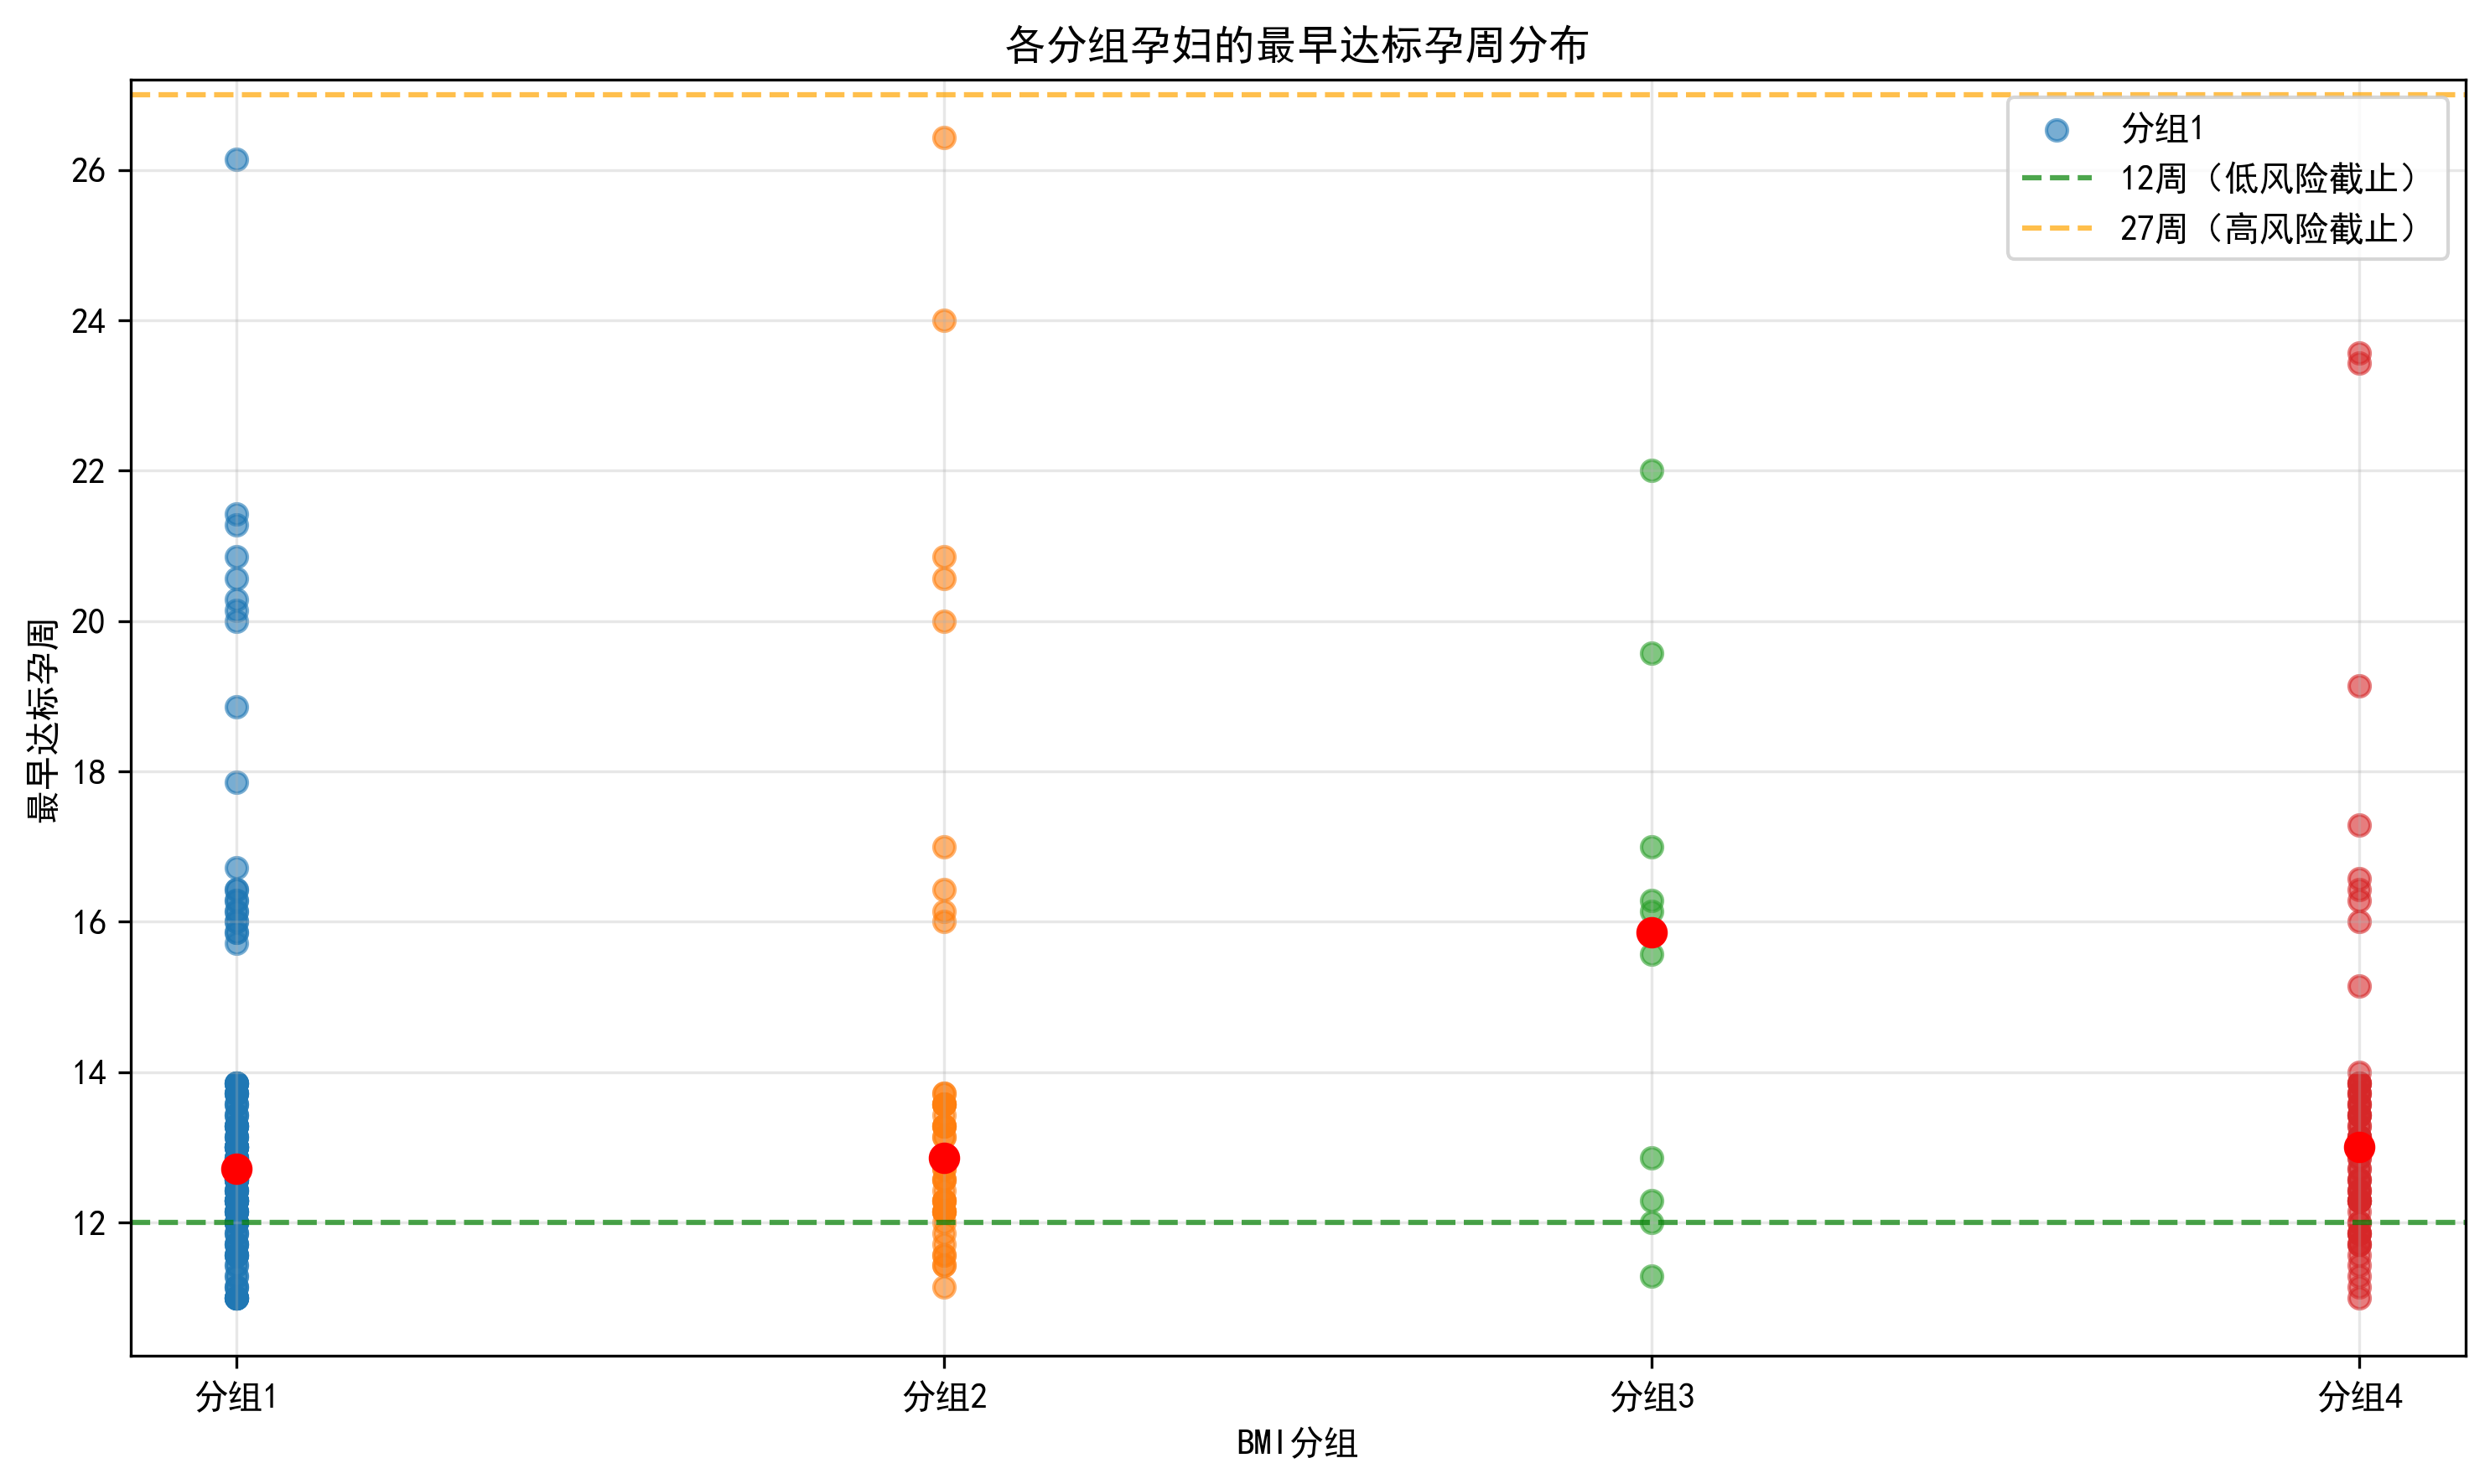 各分组孕妇的最早达标孕周分布
分组1
12周（低风险截止）
27周（高风险截止）
最早达标孕周
26
24
22
20
18
16
14
12
分组1
分组2
分组3
分组4
BMI分组